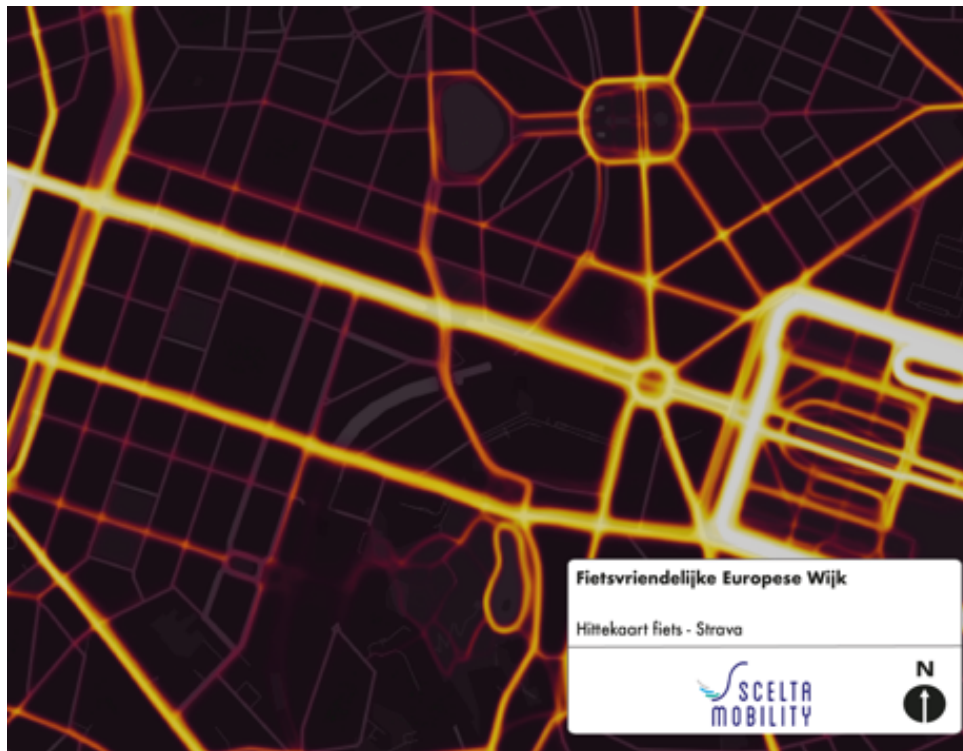 Fietsvriendelijke Europese Wijk
Hittekaart fiets - Strava
SCELTA
MOBILITY
N